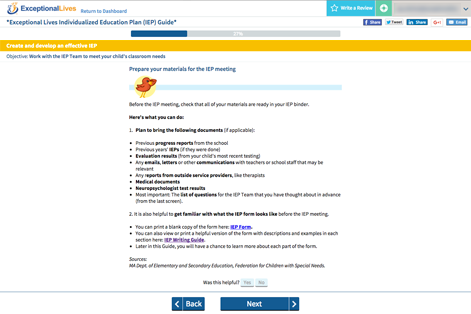 ExceptionalLives Return to Dashboard
Write a Review
*Exceptional Lives Individualized Education Plan (IEP) Guide*
Share Tweet Share G+1 Email
Create and develop an effective IEP
Objective: Work with the IEP Team to meet your child's classroom needs
Prepare your materials for the IEP meeting
Before the IEP meeting, check that all of your materials are ready in your IEP binder.
Here's what you can do:
1. Plan to bring the following documents (if applicable):
• Previous progress reports from the school
• Previous years' IEPs (if they were done)
• Evaluation results (from your child's most recent testing)
• Any emails, letters or other communications with teachers or school staff that may be
relevant
• Any reports from outside service providers, like therapists
• Medical documents
• Neuropsychologist test results
• Most important: The list of questions for the IEP Team that you have thought about in advance
(from the last screen).
2. It is also helpful to get familiar with what the IEP form looks like before the IEP meeting.
• You can print a blank copy of the form here: IEP Form.
• You can also view or print a helpful version of the form with descriptions and examples in each
section here: IEP Writing Guide.
• Later in this Guide, you will have a chance to learn more about each part of the form.
Sources:
MA Dept. of Elementary and Secondary Education, Federation for Children with Special Needs.
Was this helpful? Yes No
Back Next